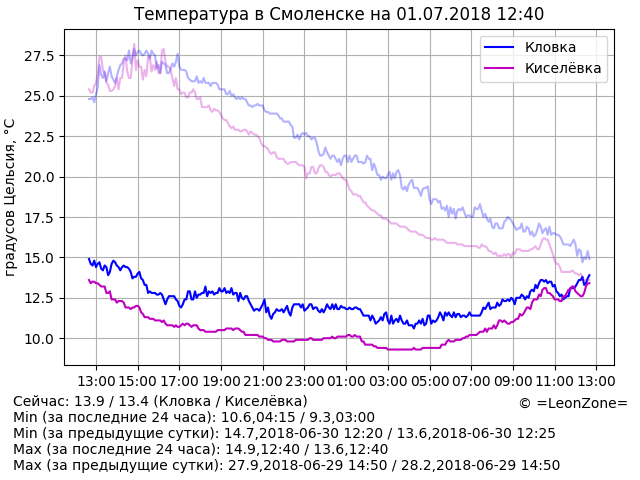 Температура в Смоленске на 01.07.2018 12:40
градусов Цельсия, °C
27.5
25.0
22.5
20.0
17.5
15.0
12.5
10.0
Кловка
Киселёвка
13:00 15:00 17:00 19:00 21:00 23:00 01:00 03:00 05:00 07:00 09:00 11:00 13:00
Сейчас: 13.9 / 13.4 (Кловка / Киселёвка)
© =LeonZone=
Min (за последние 24 часа): 10.6,04:15 / 9.3,03:00
Min (за предыдущие сутки): 14.7,2018-06-30 12:20 / 13.6,2018-06-30 12:25
Max (за последние 24 часа): 14.9,12:40 / 13.6,12:40
Max (за предыдущие сутки): 27.9,2018-06-29 14:50 / 28.2,2018-06-29 14:50